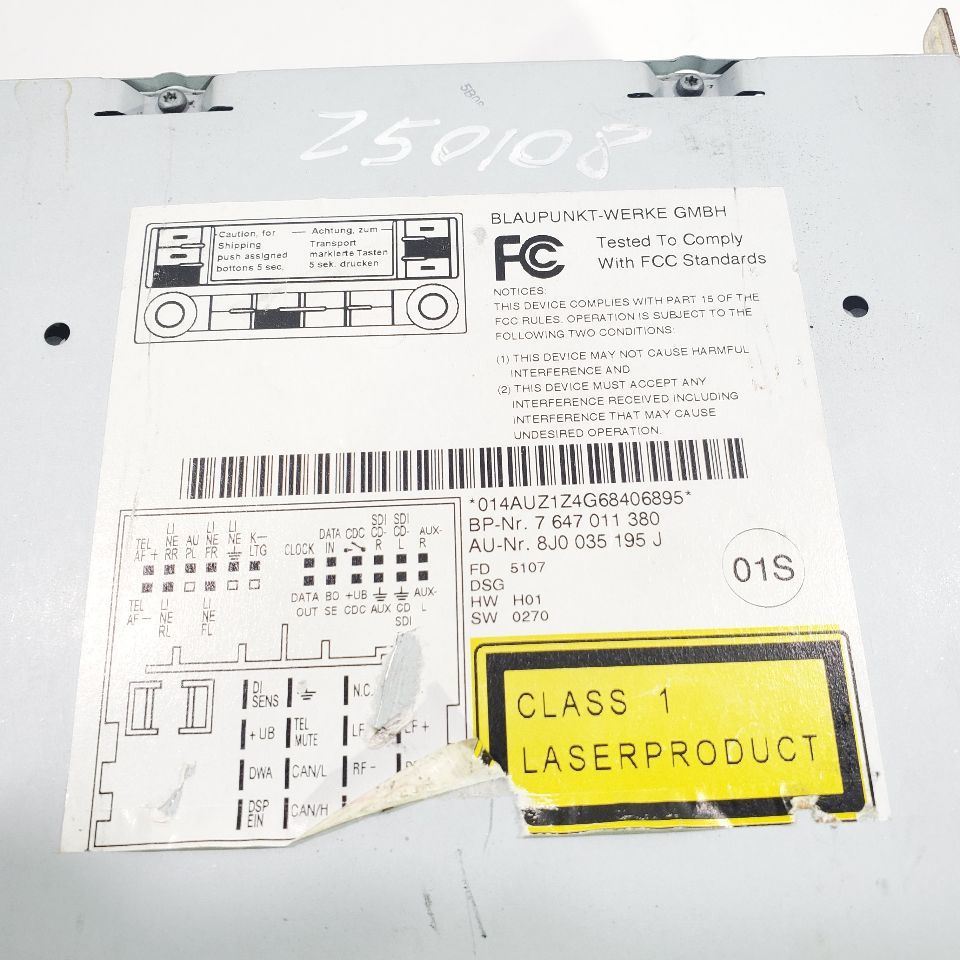 Z50108
BLAUPUNKT-WERKE GMBH
FCC
Tested To Comply
With FCC Standards
Caution, for
Shipping
push assigned
bottons 5 sec.
Achtung, zum
Transport
markierte Tasten
5 sek. drucken
NOTICES:
THIS DEVICE COMPLIES WITH PART 15 OF THE
FCC RULES. OPERATION IS SUBJECT TO THE
FOLLOWING TWO CONDITIONS:
(1) THIS DEVICE MAY NOT CAUSE HARMFUL
INTERFERENCE AND
(2) THIS DEVICE MUST ACCEPT ANY
INTERFERENCE RECEIVED INCLUDING
INTERFERENCE THAT MAY CAUSE
UNDESIRED OPERATION.
*014AUZ1Z4G68406895*
BP-Nr. 7 647 011 380
AU-Nr. 8J0 035 195 J
FD 5107
DSG
HW H01
SW 0270
01S
TEL AF+ LI NE RR AU PL LI NE FR LI NE K- LTG
CLOCK DATA IN CDC SDI CD- R SDI CD- L AUX- R
TEL AF- LI NE RL LI NE FL
DATA OUT BO SE +UB CDC AUX CD SDI AUX- L
DI SENS N.C.
+UB TEL MUTE LF LF +
DWA CAN/L RF-
DSP EIN CAN/H
CLASS 1
LASERPRODUCT